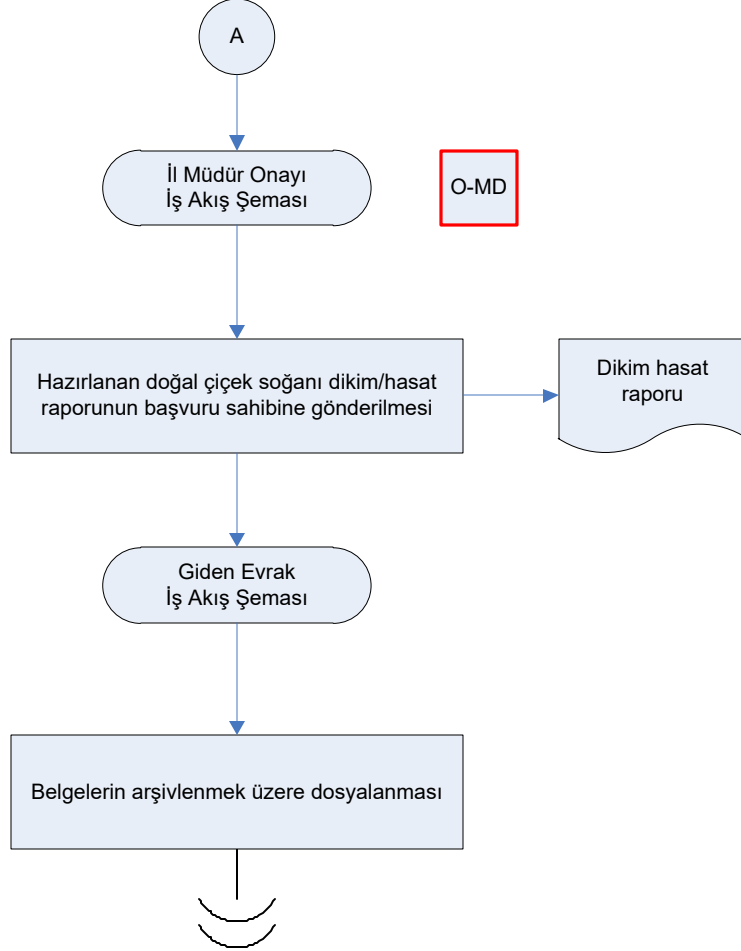 A
İl Müdür Onayı
İş Akış Şeması
O-MD
Hazırlanan doğal çiçek soğanı dikim/hasat
raporunun başvuru sahibine gönderilmesi
Dikim hasat
raporu
Giden Evrak
İş Akış Şeması
Belgelerin arşivlenmek üzere dosyalanması